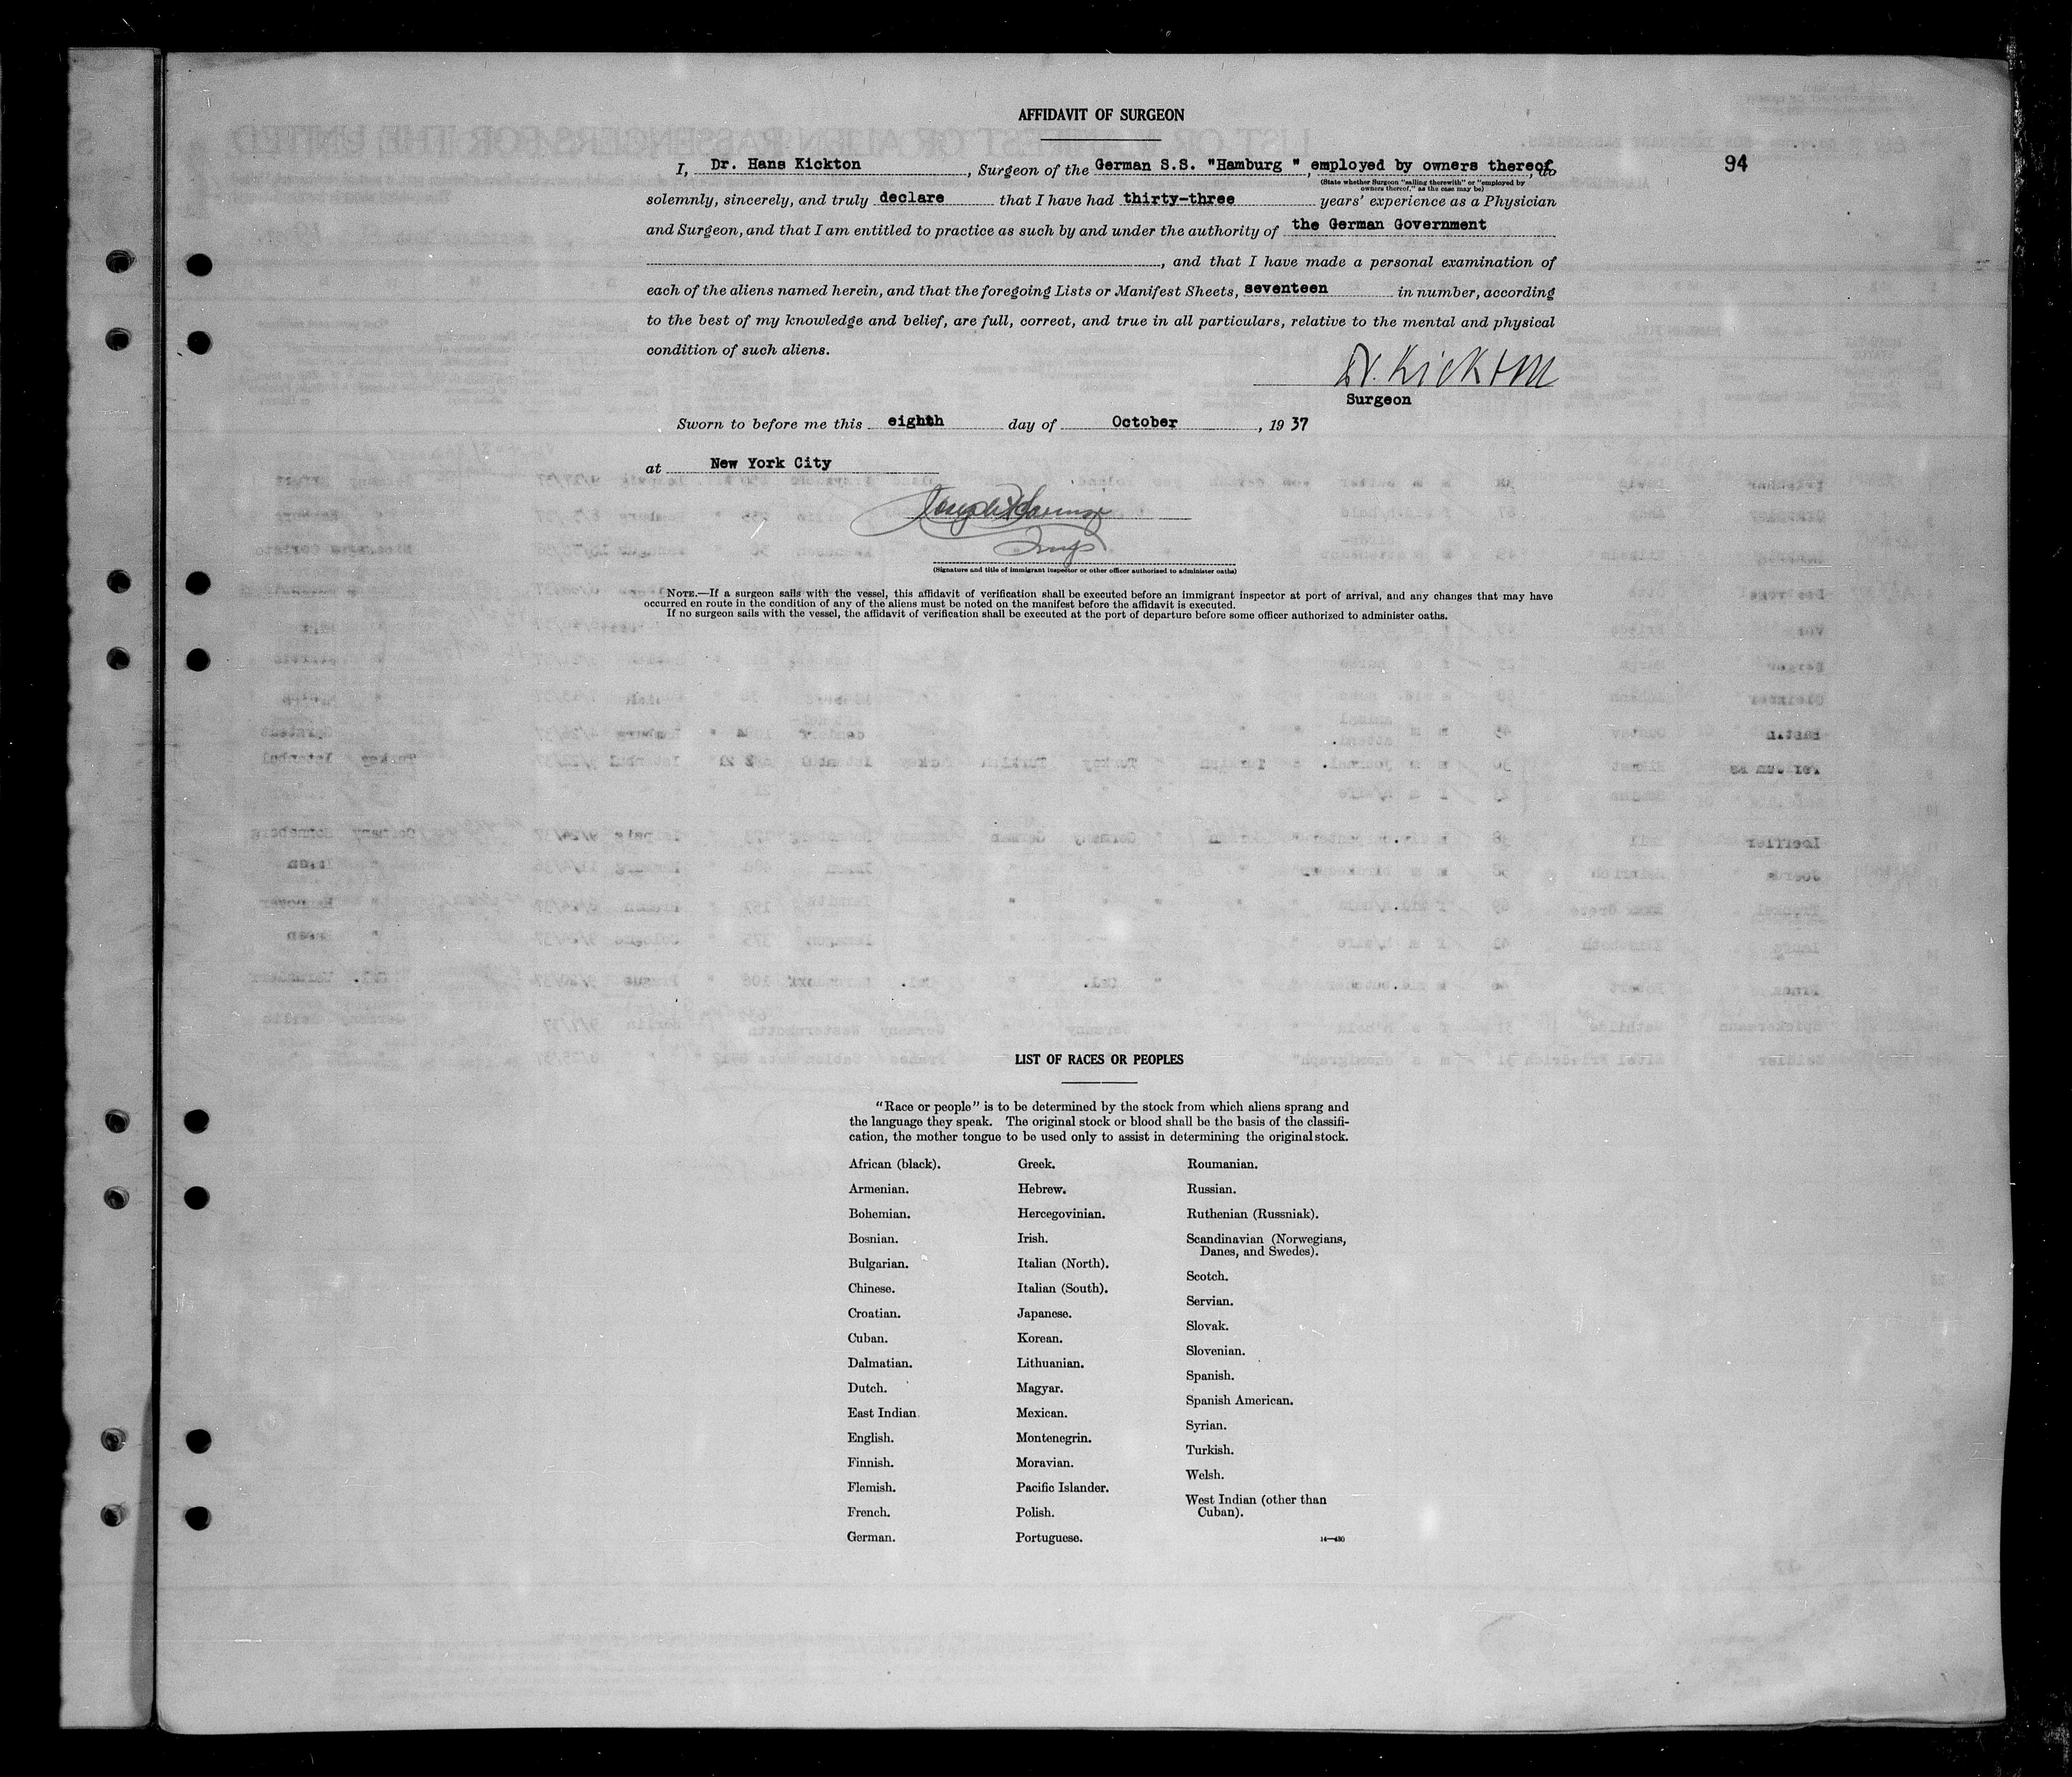 AFFIDAVIT OF SURGEON
94
I, Dr. Hans Kickton, Surgeon of the German S.S. "Hamburg ", employed by owners thereof, do
(State whether Surgeon "sailing therewith" or "employed by
owners thereof," as the case may be)
solemnly, sincerely, and truly declare that I have had thirty-three years' experience as a Physician
and Surgeon, and that I am entitled to practice as such by and under the authority of the German Government
, and that I have made a personal examination of
each of the aliens named herein, and that the foregoing Lists or Manifest Sheets, seventeen in number, according
to the best of my knowledge and belief, are full, correct, and true in all particulars, relative to the mental and physical
condition of such aliens.
Dr. Kickton
Surgeon
Sworn to before me this eighth day of October, 1937
at New York City
Insp
(Signature and title of immigrant inspector or other officer authorized to administer oaths)
NOTE.—If a surgeon sails with the vessel, this affidavit of verification shall be executed before an immigrant inspector at port of arrival, and any changes that may have
occurred en route in the condition of any of the aliens must be noted on the manifest before the affidavit is executed.
If no surgeon sails with the vessel, the affidavit of verification shall be executed at the port of departure before some officer authorized to administer oaths.
LIST OF RACES OR PEOPLES
"Race or people" is to be determined by the stock from which aliens sprang and
the language they speak. The original stock or blood shall be the basis of the classifi-
cation, the mother tongue to be used only to assist in determining the original stock.
African (black).
Armenian.
Bohemian.
Bosnian.
Bulgarian.
Chinese.
Croatian.
Cuban.
Dalmatian.
Dutch.
East Indian
English.
Finnish.
Flemish.
French.
German.
Greek.
Hebrew.
Hercegovinian.
Irish.
Italian (North).
Italian (South).
Japanese.
Korean.
Lithuanian.
Magyar.
Mexican.
Montenegrin.
Moravian.
Pacific Islander.
Polish.
Portuguese.
Roumanian.
Russian.
Ruthenian (Russniak).
Scandinavian (Norwegians,
Danes, and Swedes).
Scotch.
Servian.
Slovak.
Slovenian.
Spanish.
Spanish American.
Syrian.
Turkish.
Welsh.
West Indian (other than
Cuban).
14—430